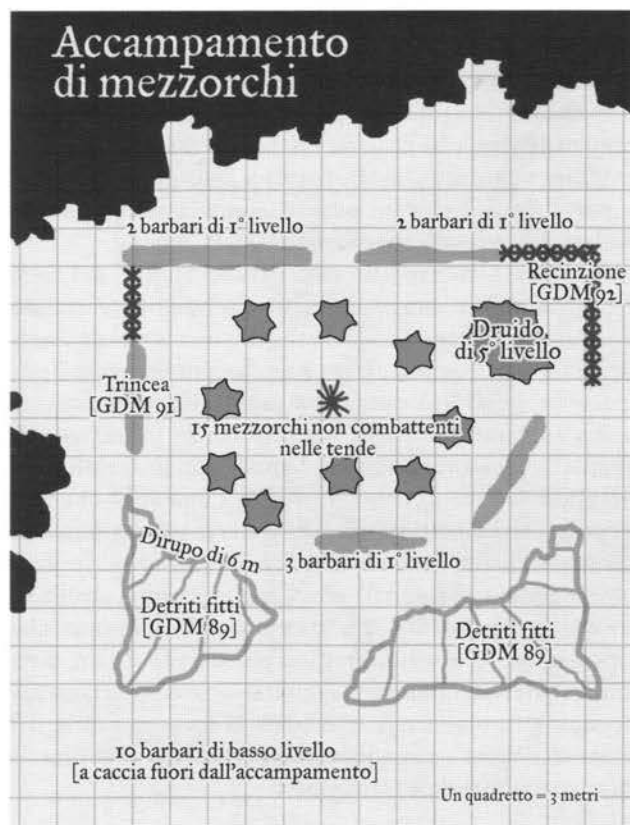 Accampamento
di mezzorchi
2 barbari di 1° livello
2 barbari di 1° livello
Recinzione
[GDM 92]
Druido
di 5° livello
Trincea
[GDM 91]
15 mezzorchi non combattenti
nelle tende
Dirupo di 6 m
3 barbari di 1° livello
Detriti fitti
[GDM 89]
Detriti fitti
[GDM 89]
10 barbari di basso livello
[a caccia fuori dall'accampamento]
Un quadretto = 3 metri